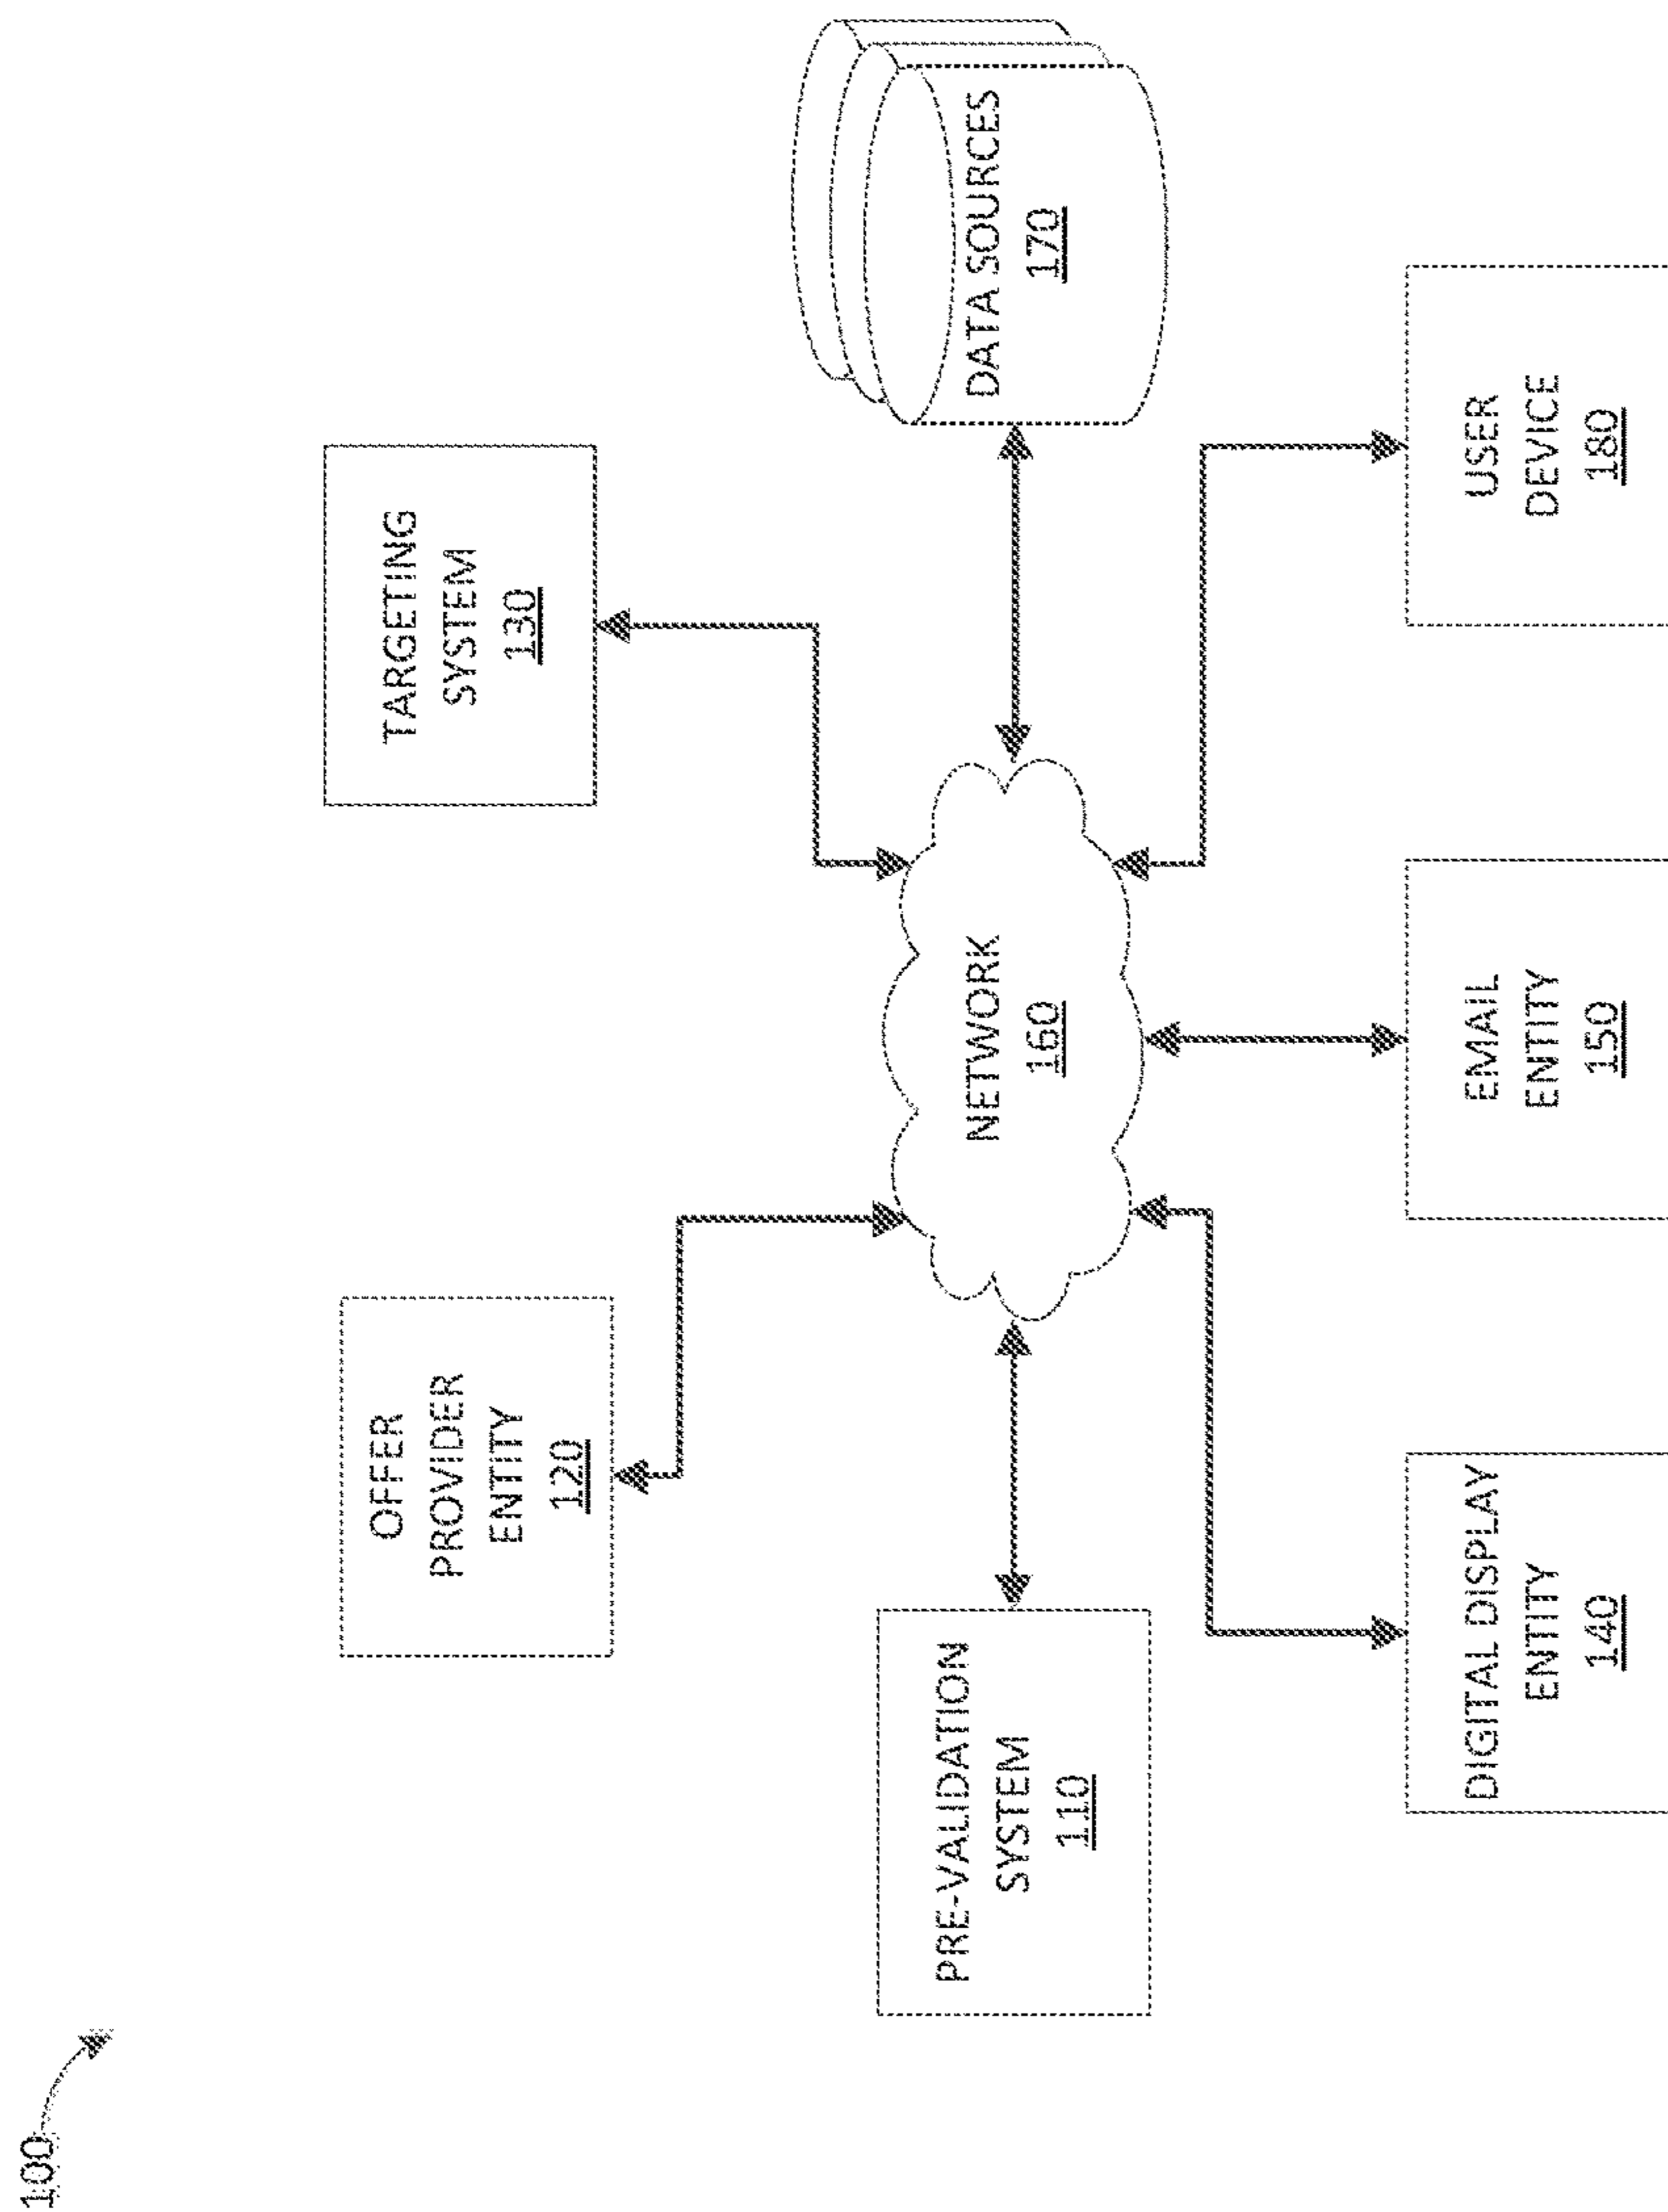 100
OFFER
PROVIDER
ENTITY
120
TARGETING
SYSTEM
130
PRE-VALIDATION
SYSTEM
110
NETWORK
160
DATA SOURCES
170
DIGITAL DISPLAY
ENTITY
140
EMAIL
ENTITY
150
USER
DEVICE
180